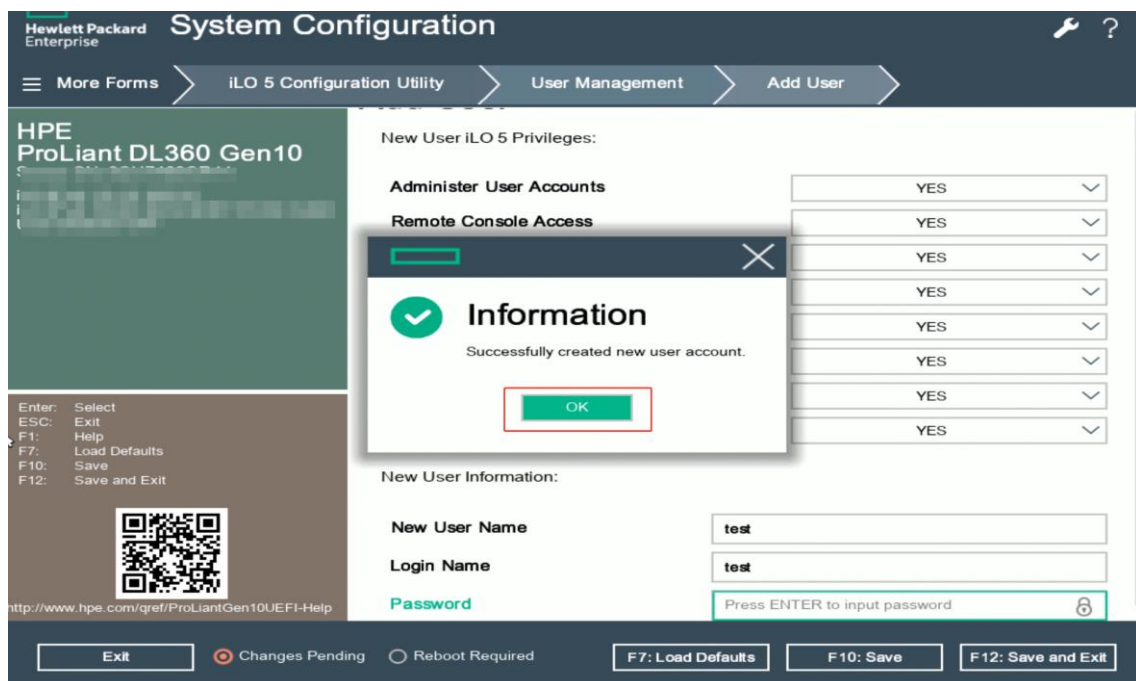 Hewlett Packard
Enterprise
System Configuration
?
More Forms
iLO 5 Configuration Utility
User Management
Add User
HPE
ProLiant DL360 Gen10
New User iLO 5 Privileges:
Administer User Accounts YES
Remote Console Access YES
YES
YES
YES
YES
YES
YES
Information
Successfully created new user account.
OK
Enter: Select
ESC: Exit
F1: Help
F7: Load Defaults
F10: Save
F12: Save and Exit
http://www.hpe.com/qref/ProLiantGen10UEFI-Help
New User Information:
New User Name test
Login Name test
Password Press ENTER to input password
Exit
Changes Pending
Reboot Required
F7: Load Defaults
F10: Save
F12: Save and Exit